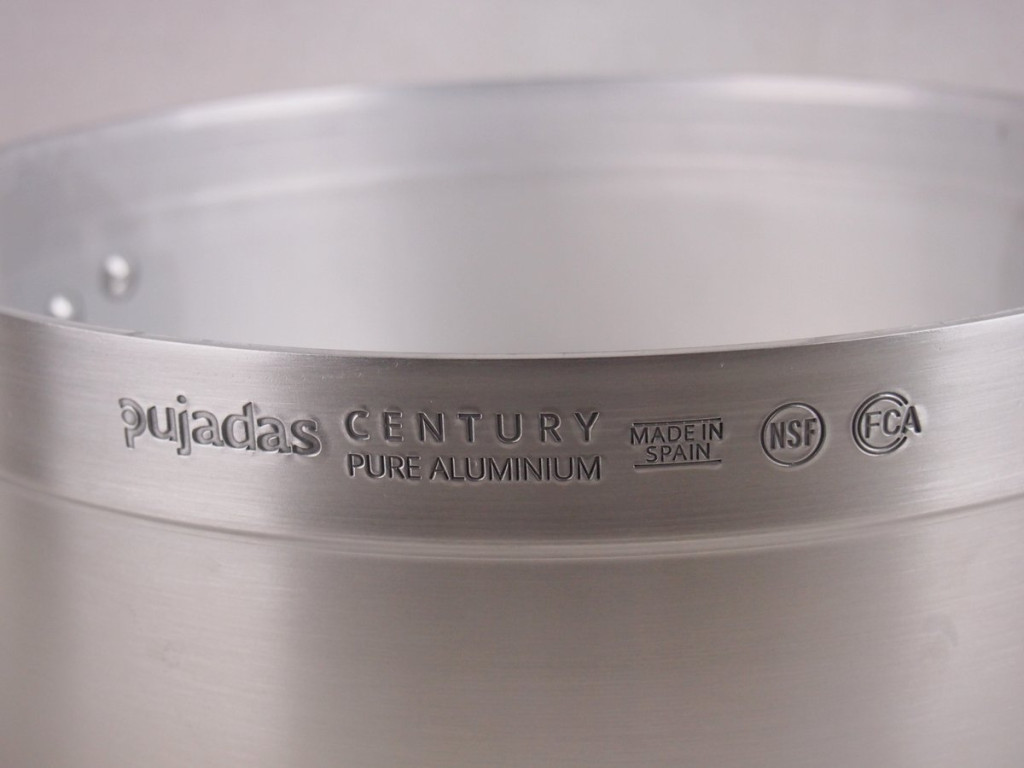 pujadas
CENTURY
PURE ALUMINIUM
MADE IN
SPAIN
NSF
FCA